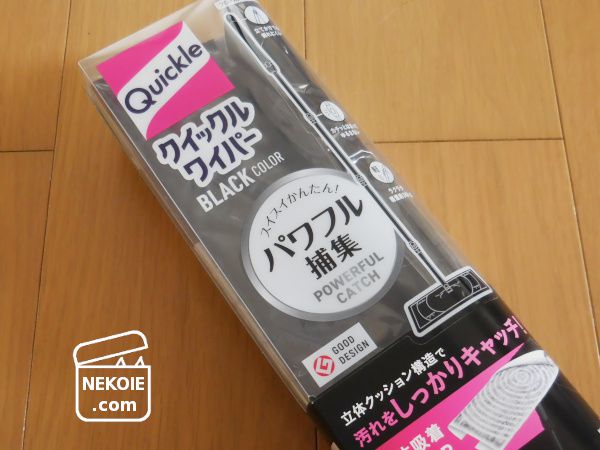 Quickle
クイックル
ワイパー
BLACK COLOR
スイスイかんたん!
パワフル
捕集
POWERFUL
CATCH
GOOD
DESIGN
立体クッション構造で
汚れをしっかりキャッチ!
吸着
NEKOIE
.com